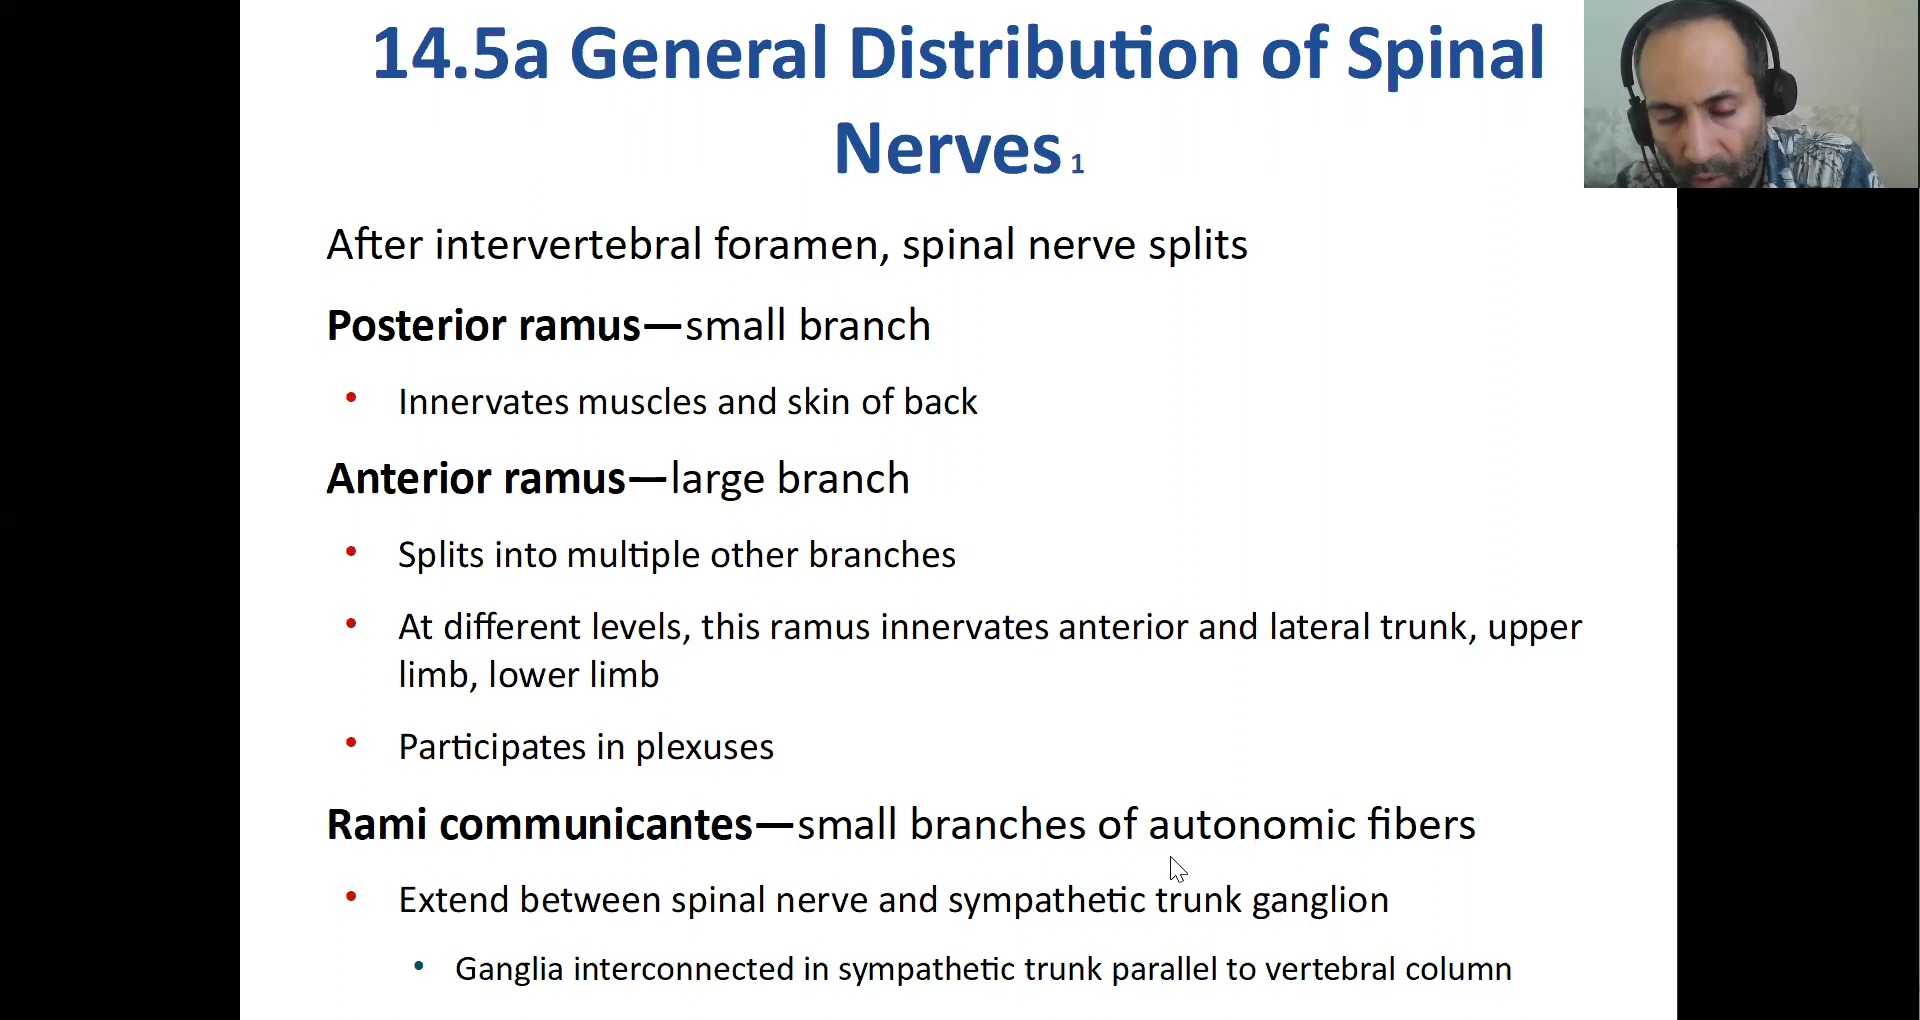 14.5a General Distribution of Spinal
Nerves 1
After intervertebral foramen, spinal nerve splits
Posterior ramus—small branch
• Innervates muscles and skin of back
Anterior ramus—large branch
• Splits into multiple other branches
• At different levels, this ramus innervates anterior and lateral trunk, upper
limb, lower limb
• Participates in plexuses
Rami communicantes—small branches of autonomic fibers
• Extend between spinal nerve and sympathetic trunk ganglion
• Ganglia interconnected in sympathetic trunk parallel to vertebral column